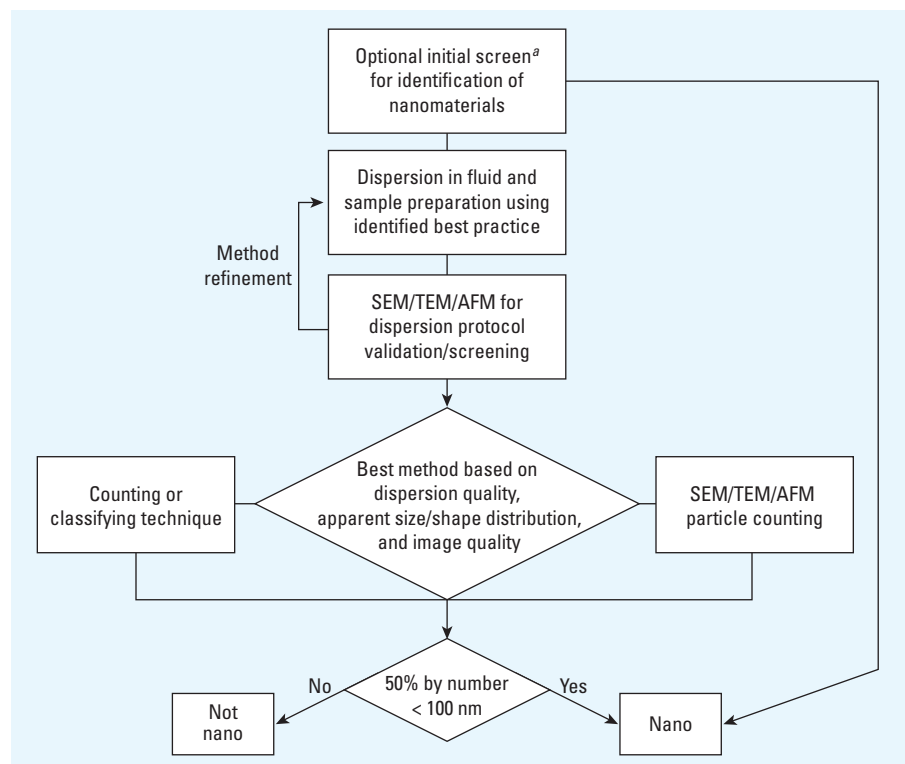 Optional initial screena
for identification of
nanomaterials
Dispersion in fluid and
sample preparation using
identified best practice
Method
refinement
SEM/TEM/AFM for
dispersion protocol
validation/screening
Counting or
classifying technique
Best method based on
dispersion quality,
apparent size/shape distribution,
and image quality
SEM/TEM/AFM
particle counting
No
50% by number
< 100 nm
Yes
Not
nano
Nano